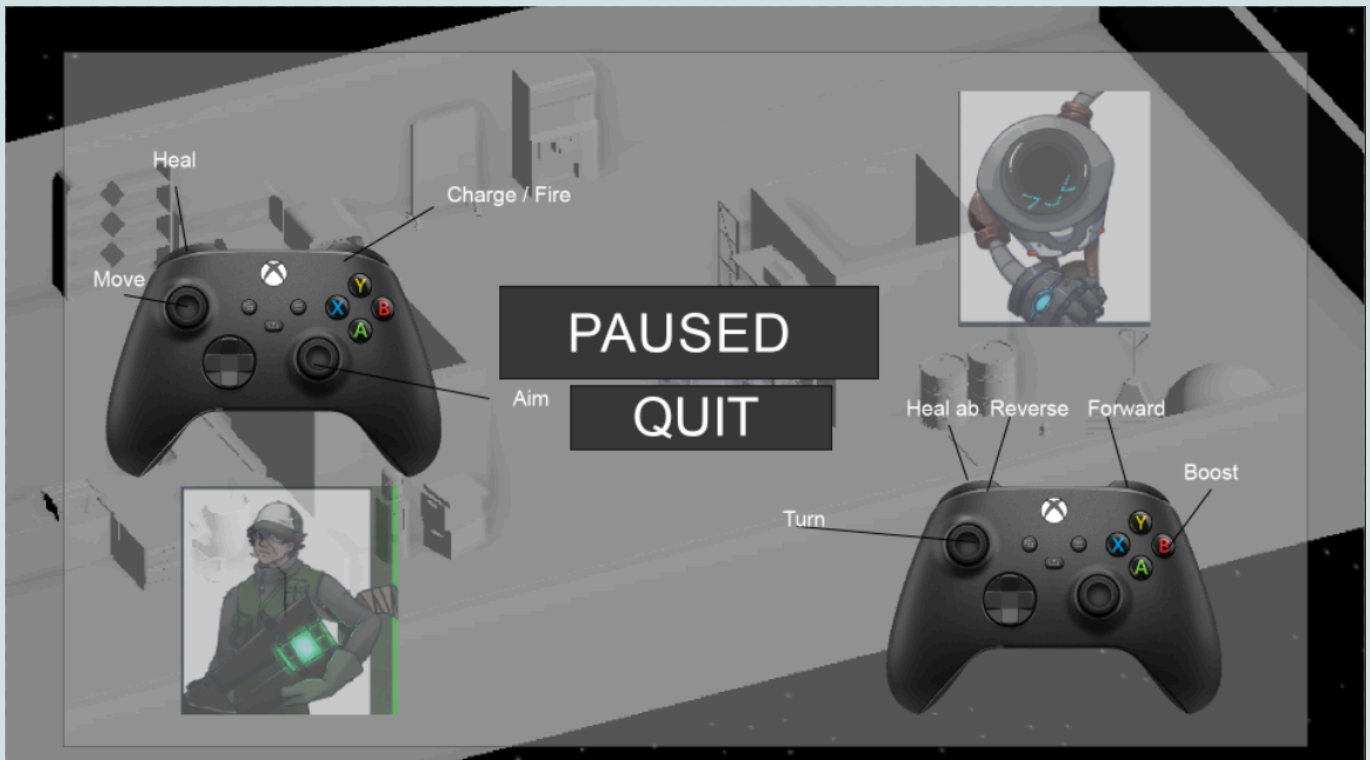 Heal
Charge / Fire
Move
Y
X B
A
Aim
PAUSED
QUIT
Heal ab Reverse Forward
Boost
Turn
Y
X B
A